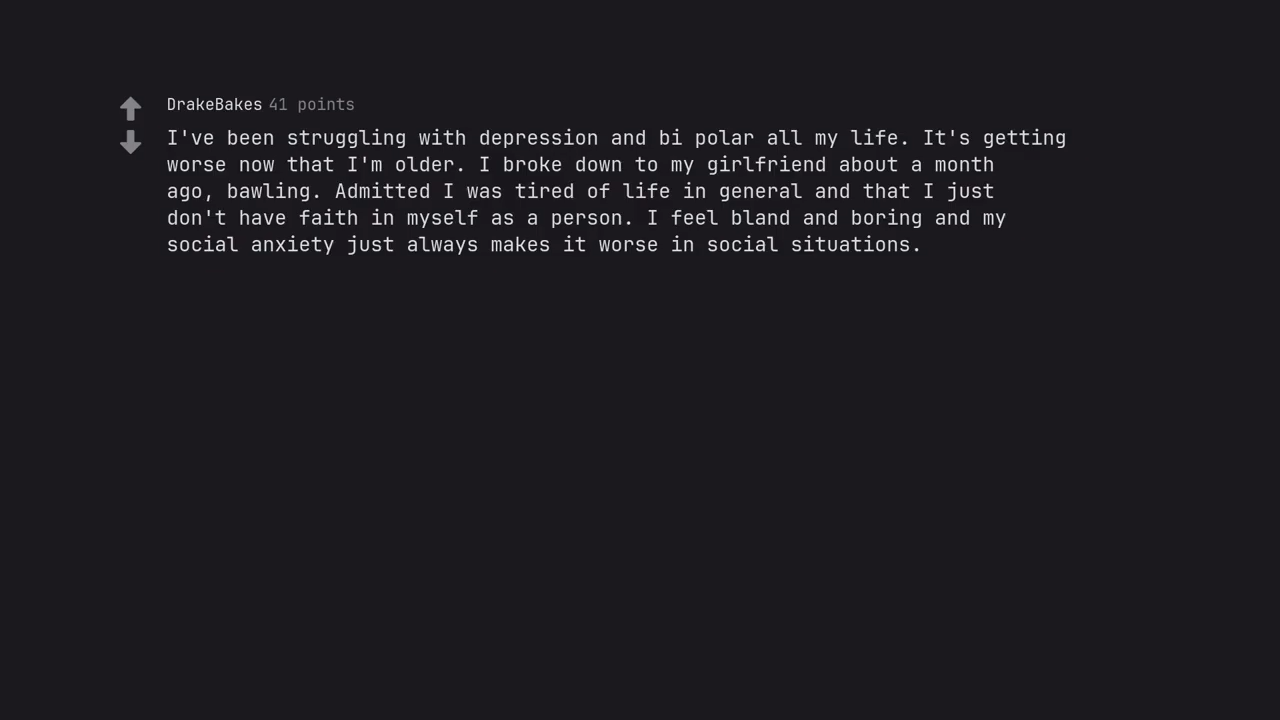 DrakeBakes 41 points
I've been struggling with depression and bi polar all my life. It's getting
worse now that I'm older. I broke down to my girlfriend about a month
ago, bawling. Admitted I was tired of life in general and that I just
don't have faith in myself as a person. I feel bland and boring and my
social anxiety just always makes it worse in social situations.